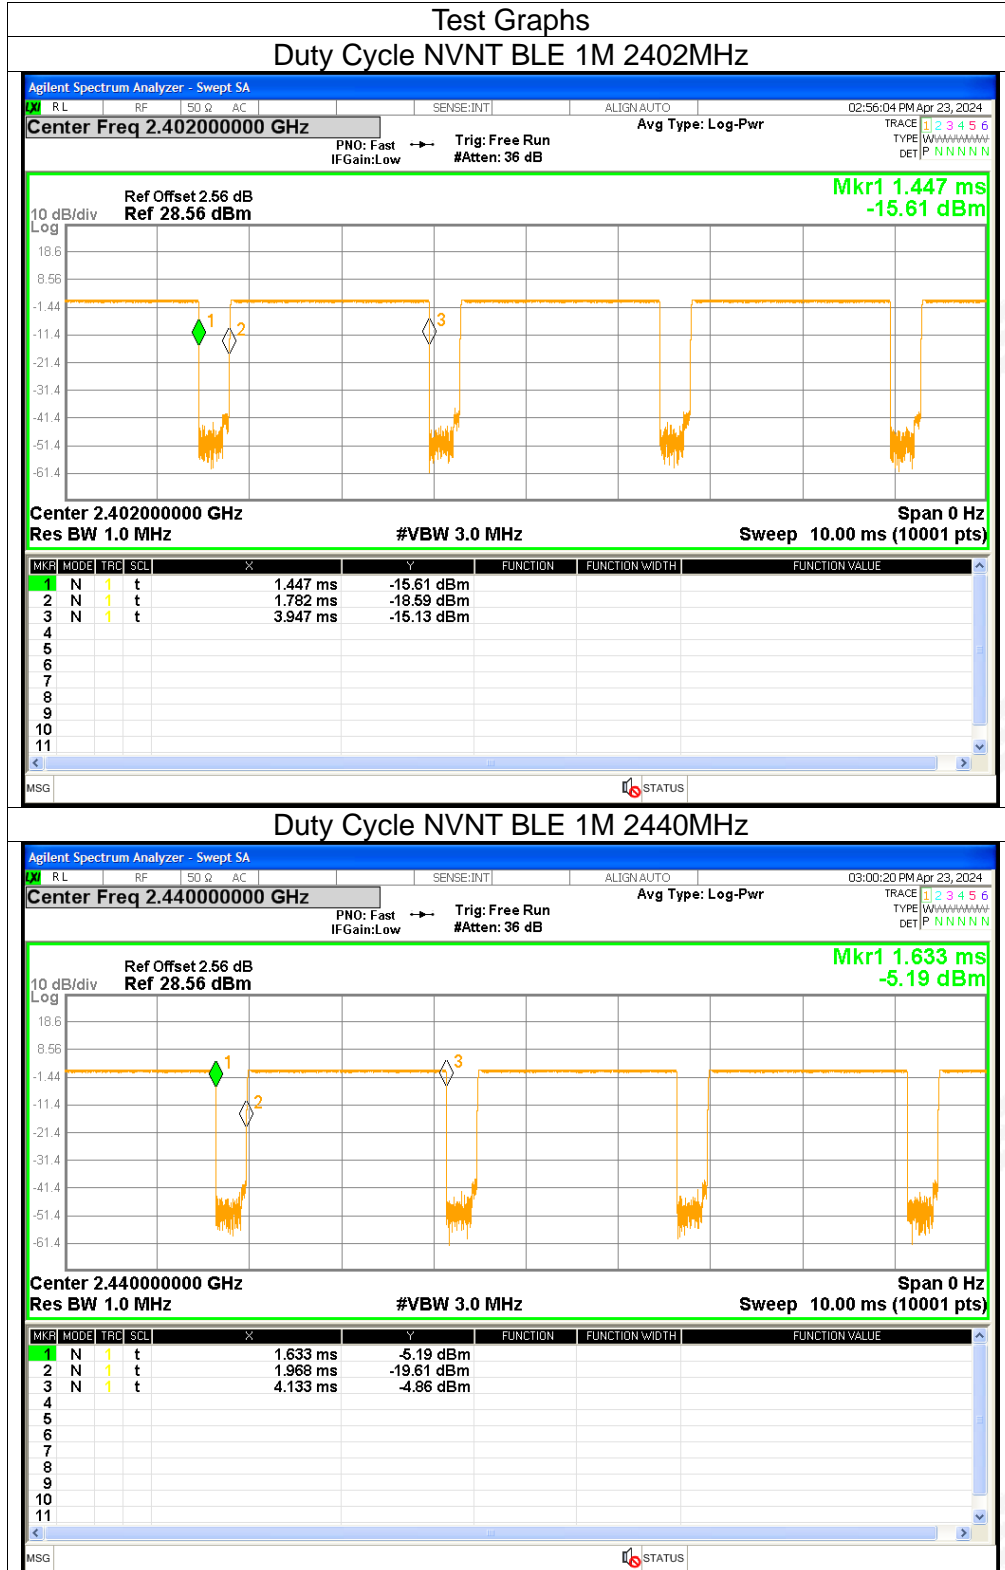 Test Graphs
Duty Cycle NVNT BLE 1M 2402MHz
Agilent Spectrum Analyzer - Swept SA
LXI RL RF 50 Ω AC SENSE:INT ALIGN AUTO 02:56:04 PM Apr 23, 2024
Center Freq 2.402000000 GHz Avg Type: Log-Pwr TRACE 1 2 3 4 5 6
PNO: Fast Trig: Free Run TYPE W
IFGain:Low #Atten: 36 dB DET P N N N N N
Mkr1 1.447 ms
Ref Offset 2.56 dB
10 dB/div Ref 28.56 dBm -15.61 dBm
Log
18.6
8.56
-1.44
1 2 3
-11.4
-21.4
-31.4
-41.4
-51.4
-61.4
Center 2.402000000 GHz Span 0 Hz
Res BW 1.0 MHz #VBW 3.0 MHz Sweep 10.00 ms (10001 pts)
MKR MODE TRC SCL X Y FUNCTION FUNCTION WIDTH FUNCTION VALUE
1 N 1 t 1.447 ms -15.61 dBm
2 N 1 t 1.782 ms -18.59 dBm
3 N 1 t 3.947 ms -15.13 dBm
4
5
6
7
8
9
10
11
MSG STATUS
Duty Cycle NVNT BLE 1M 2440MHz
Agilent Spectrum Analyzer - Swept SA
LXI RL RF 50 Ω AC SENSE:INT ALIGN AUTO 03:00:20 PM Apr 23, 2024
Center Freq 2.440000000 GHz Avg Type: Log-Pwr TRACE 1 2 3 4 5 6
PNO: Fast Trig: Free Run TYPE W
IFGain:Low #Atten: 36 dB DET P N N N N N
Mkr1 1.633 ms
Ref Offset 2.56 dB
10 dB/div Ref 28.56 dBm -5.19 dBm
Log
18.6
8.56
1 3
-1.44
2
-11.4
-21.4
-31.4
-41.4
-51.4
-61.4
Center 2.440000000 GHz Span 0 Hz
Res BW 1.0 MHz #VBW 3.0 MHz Sweep 10.00 ms (10001 pts)
MKR MODE TRC SCL X Y FUNCTION FUNCTION WIDTH FUNCTION VALUE
1 N 1 t 1.633 ms -5.19 dBm
2 N 1 t 1.968 ms -19.61 dBm
3 N 1 t 4.133 ms -4.86 dBm
4
5
6
7
8
9
10
11
MSG STATUS